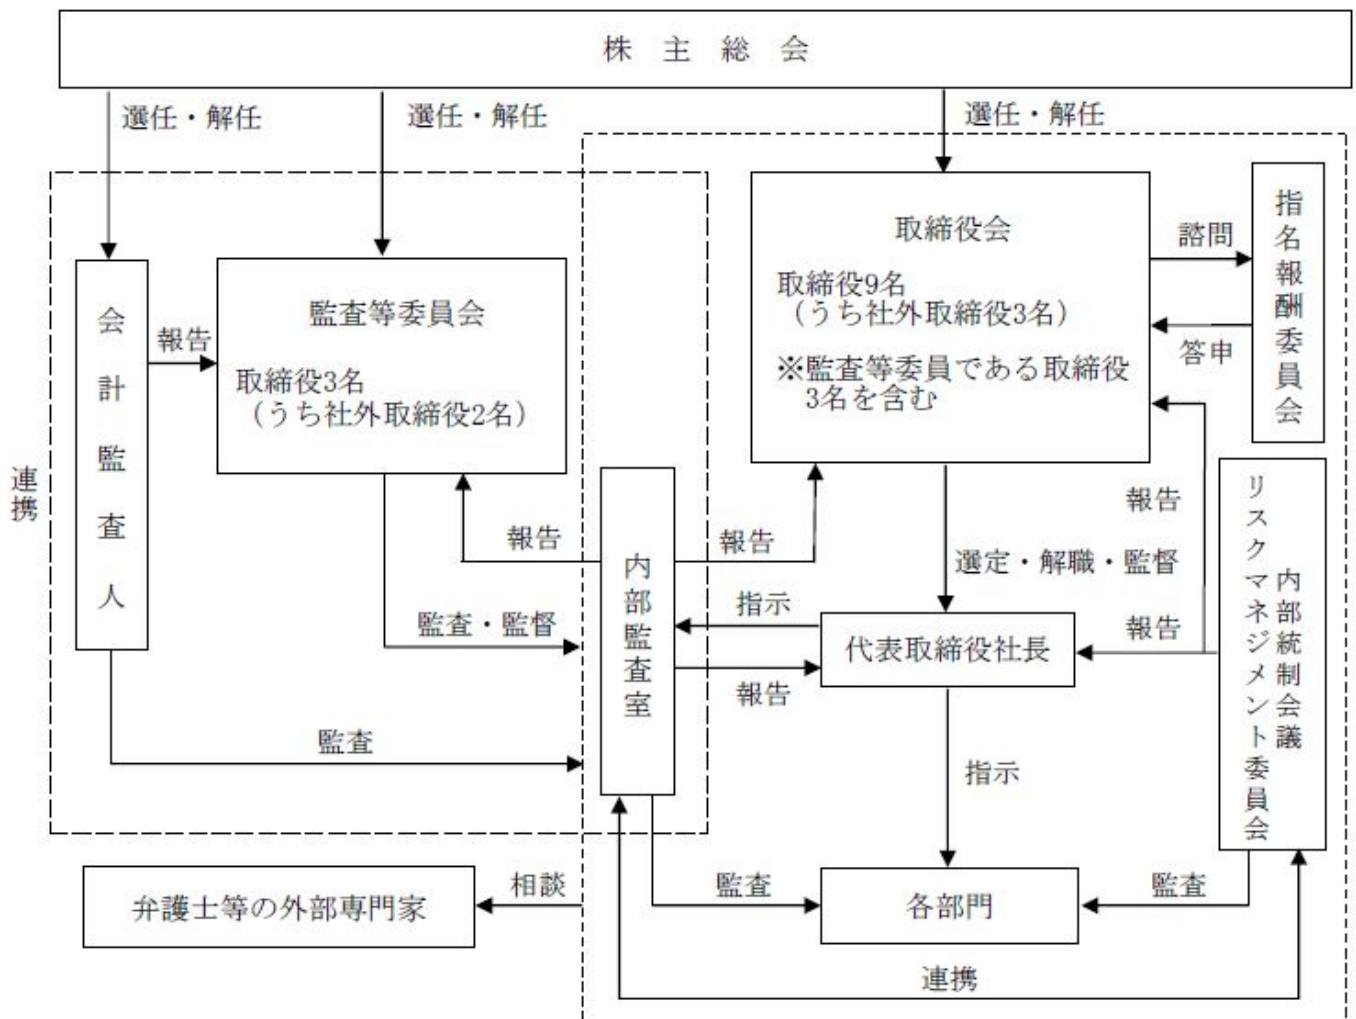 株主総会
選任・解任
選任・解任
選任・解任
連携
会計監査人
報告
監査等委員会
取締役3名
（うち社外取締役2名）
取締役会
取締役9名
（うち社外取締役3名）
※監査等委員である取締役
3名を含む
諮問
答申
指名報酬委員会
報告
報告
内部監査室
監査・監督
監査
選定・解職・監督
指示
報告
代表取締役社長
報告
報告
内部統制会議
リスクマネジメント委員会
指示
弁護士等の外部専門家
相談
監査
各部門
監査
連携